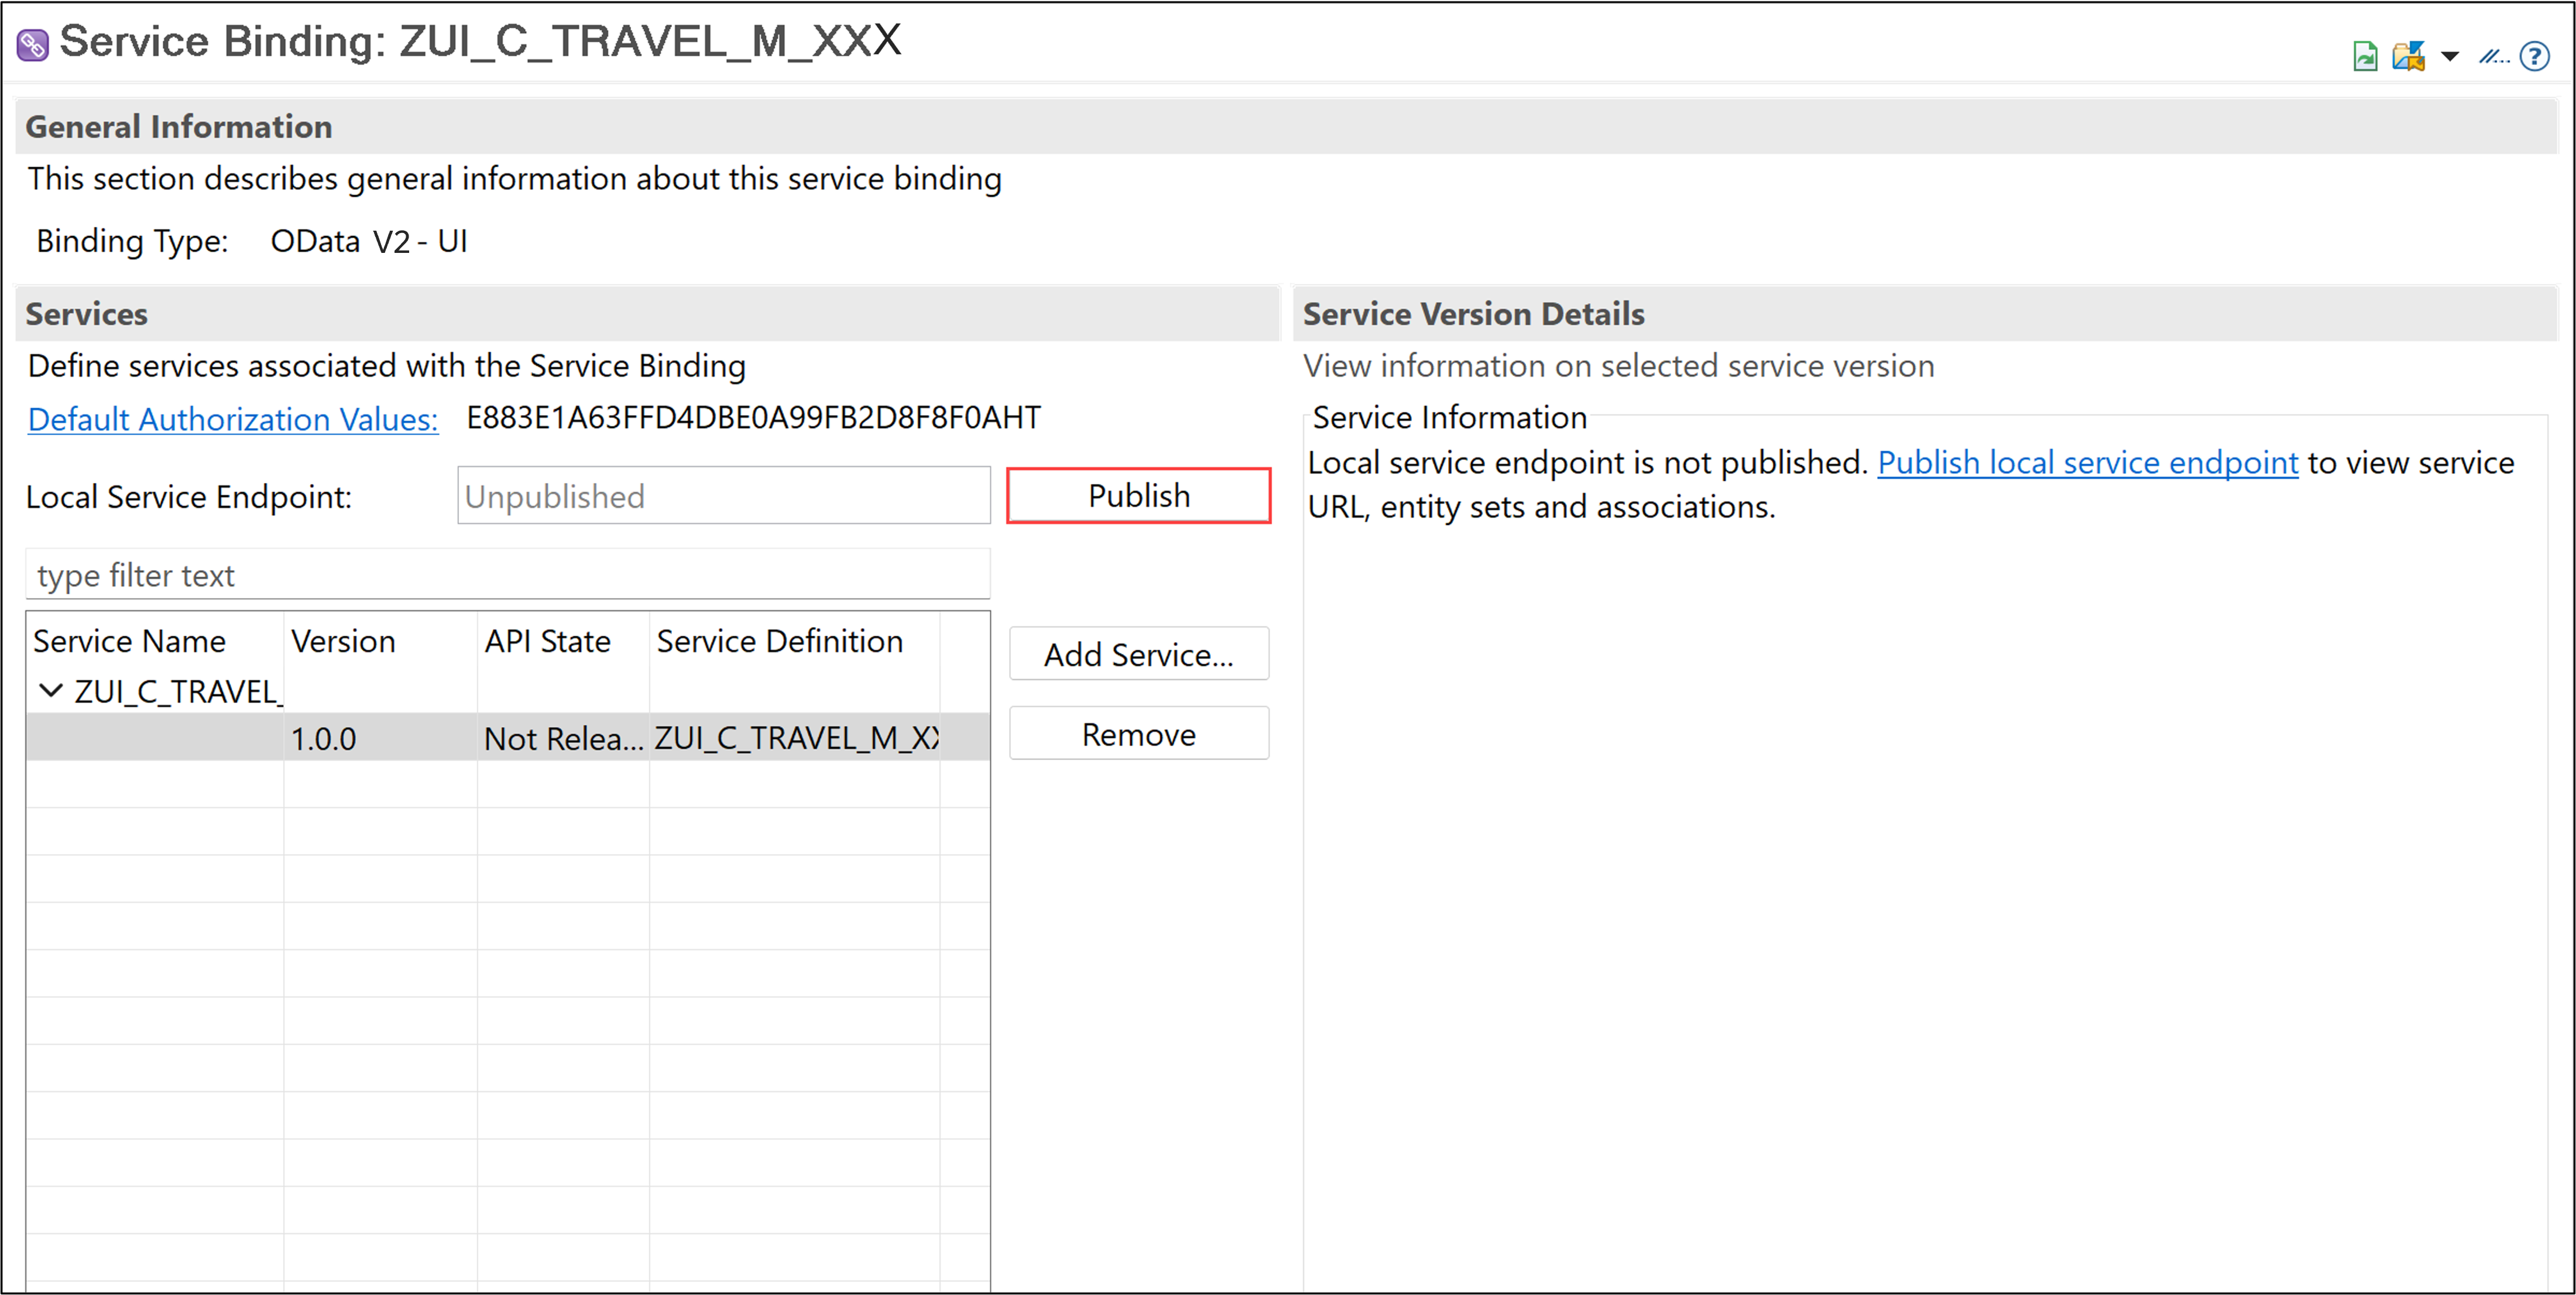 Service Binding: ZUI_C_TRAVEL_M_XXX
//...
General Information
This section describes general information about this service binding
Binding Type: OData V2 - UI
Services
Define services associated with the Service Binding
Default Authorization Values: E883E1A63FFD4DBE0A99FB2D8F8F0AHT
Local Service Endpoint: Unpublished Publish
type filter text
Service Name Version API State Service Definition
Add Service...
ZUI_C_TRAVEL_
1.0.0 Not Relea... ZUI_C_TRAVEL_M_XX
Remove
Service Version Details
View information on selected service version
Service Information
Local service endpoint is not published. Publish local service endpoint to view service
URL, entity sets and associations.